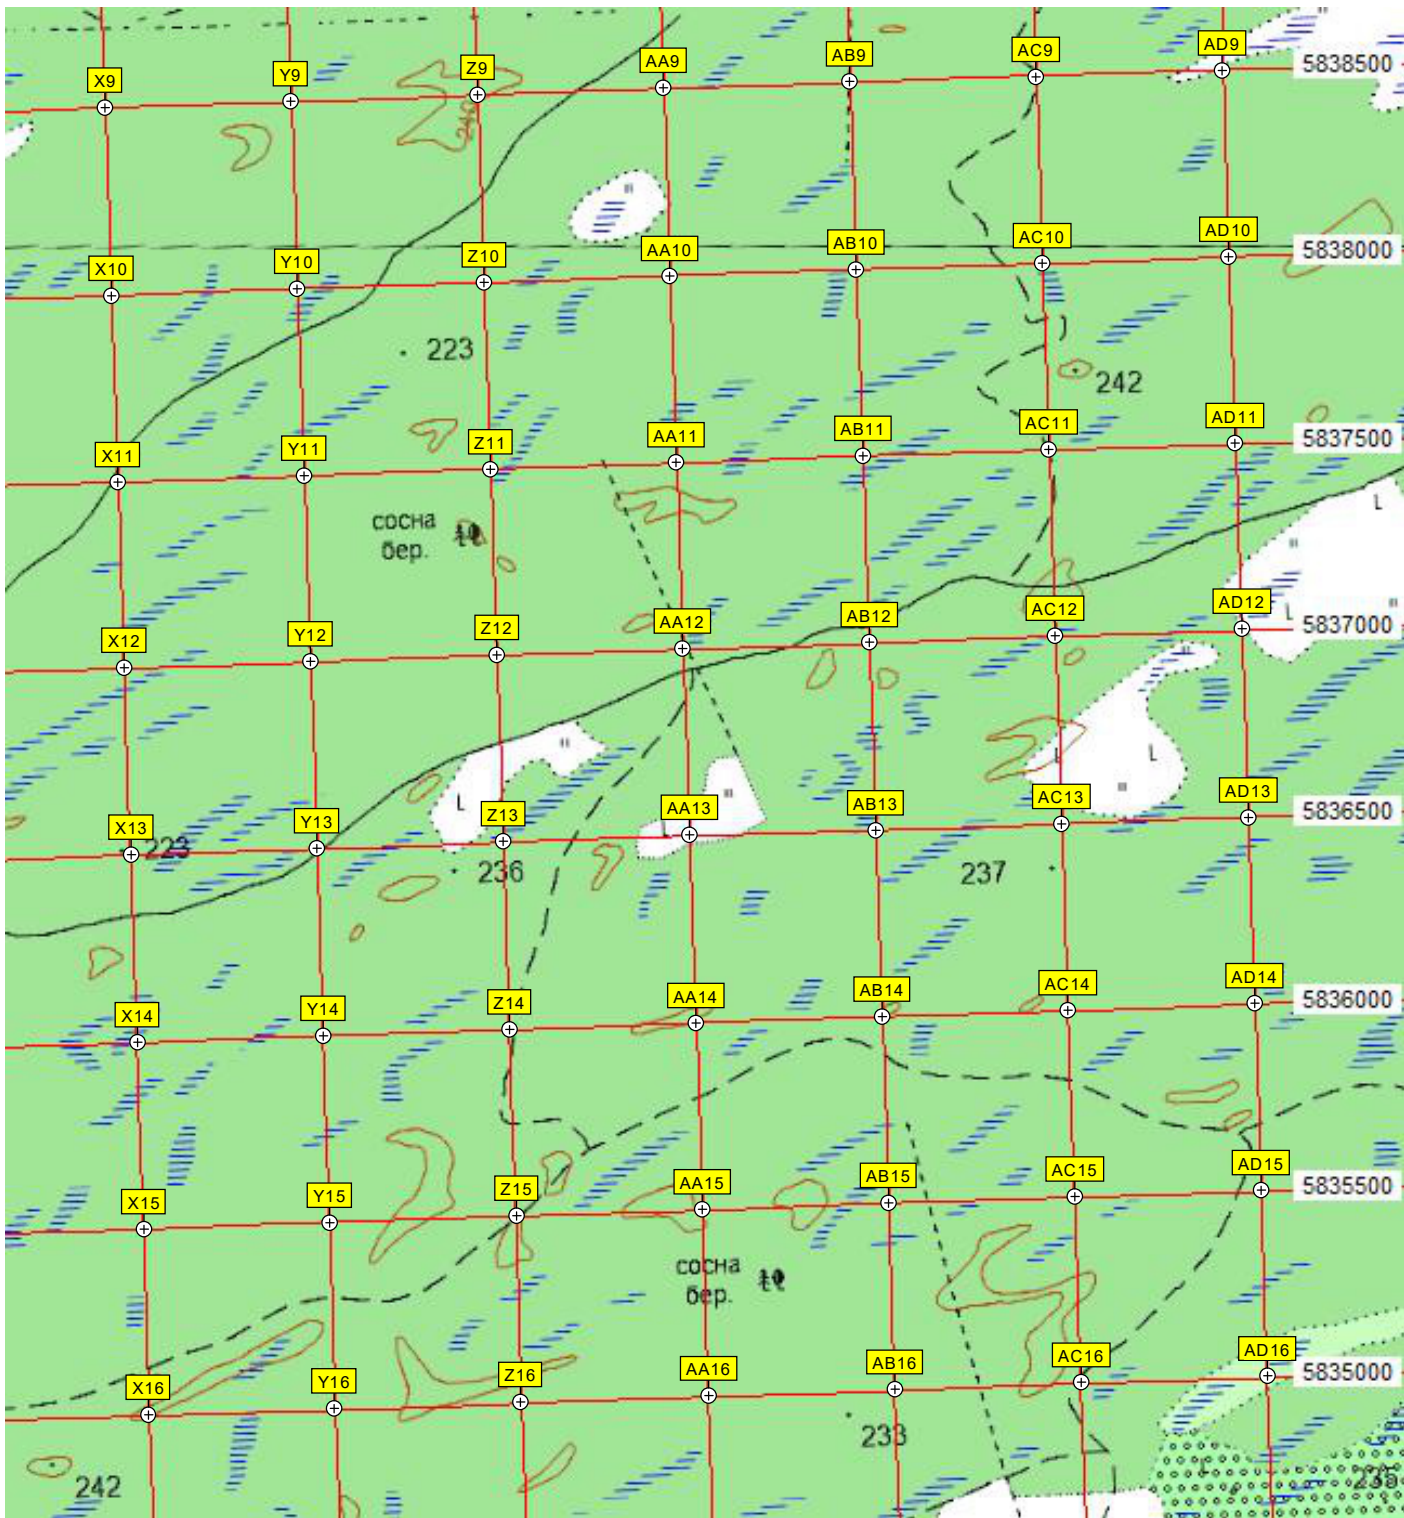 X9 Y9 Z9 AA9 AB9 AC9 AD9 5838500
240
X10 Y10 Z10 AA10 AB10 AC10 AD10 5838000
223
242
X11 Y11 Z11 AA11 AB11 AC11 AD11 5837500
сосна
бер.
X12 Y12 Z12 AA12 AB12 AC12 AD12 5837000
X13 Y13 Z13 AA13 AB13 AC13 AD13 5836500
223
236
237
X14 Y14 Z14 AA14 AB14 AC14 AD14 5836000
X15 Y15 Z15 AA15 AB15 AC15 AD15 5835500
сосна
бер.
X16 Y16 Z16 AA16 AB16 AC16 AD16 5835000
233
242
235